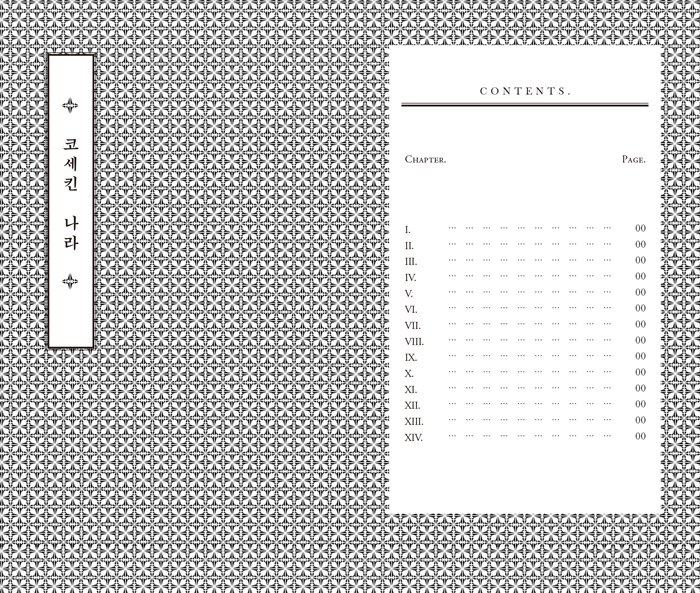 코세킨 나라
CONTENTS.
CHAPTER. PAGE.
I. ... ... ... ... ... ... ... ... ... ... 00
II. ... ... ... ... ... ... ... ... ... ... 00
III. ... ... ... ... ... ... ... ... ... ... 00
IV. ... ... ... ... ... ... ... ... ... ... 00
V. ... ... ... ... ... ... ... ... ... ... 00
VI. ... ... ... ... ... ... ... ... ... ... 00
VII. ... ... ... ... ... ... ... ... ... ... 00
VIII. ... ... ... ... ... ... ... ... ... ... 00
IX. ... ... ... ... ... ... ... ... ... ... 00
X. ... ... ... ... ... ... ... ... ... ... 00
XI. ... ... ... ... ... ... ... ... ... ... 00
XII. ... ... ... ... ... ... ... ... ... ... 00
XIII. ... ... ... ... ... ... ... ... ... ... 00
XIV. ... ... ... ... ... ... ... ... ... ... 00